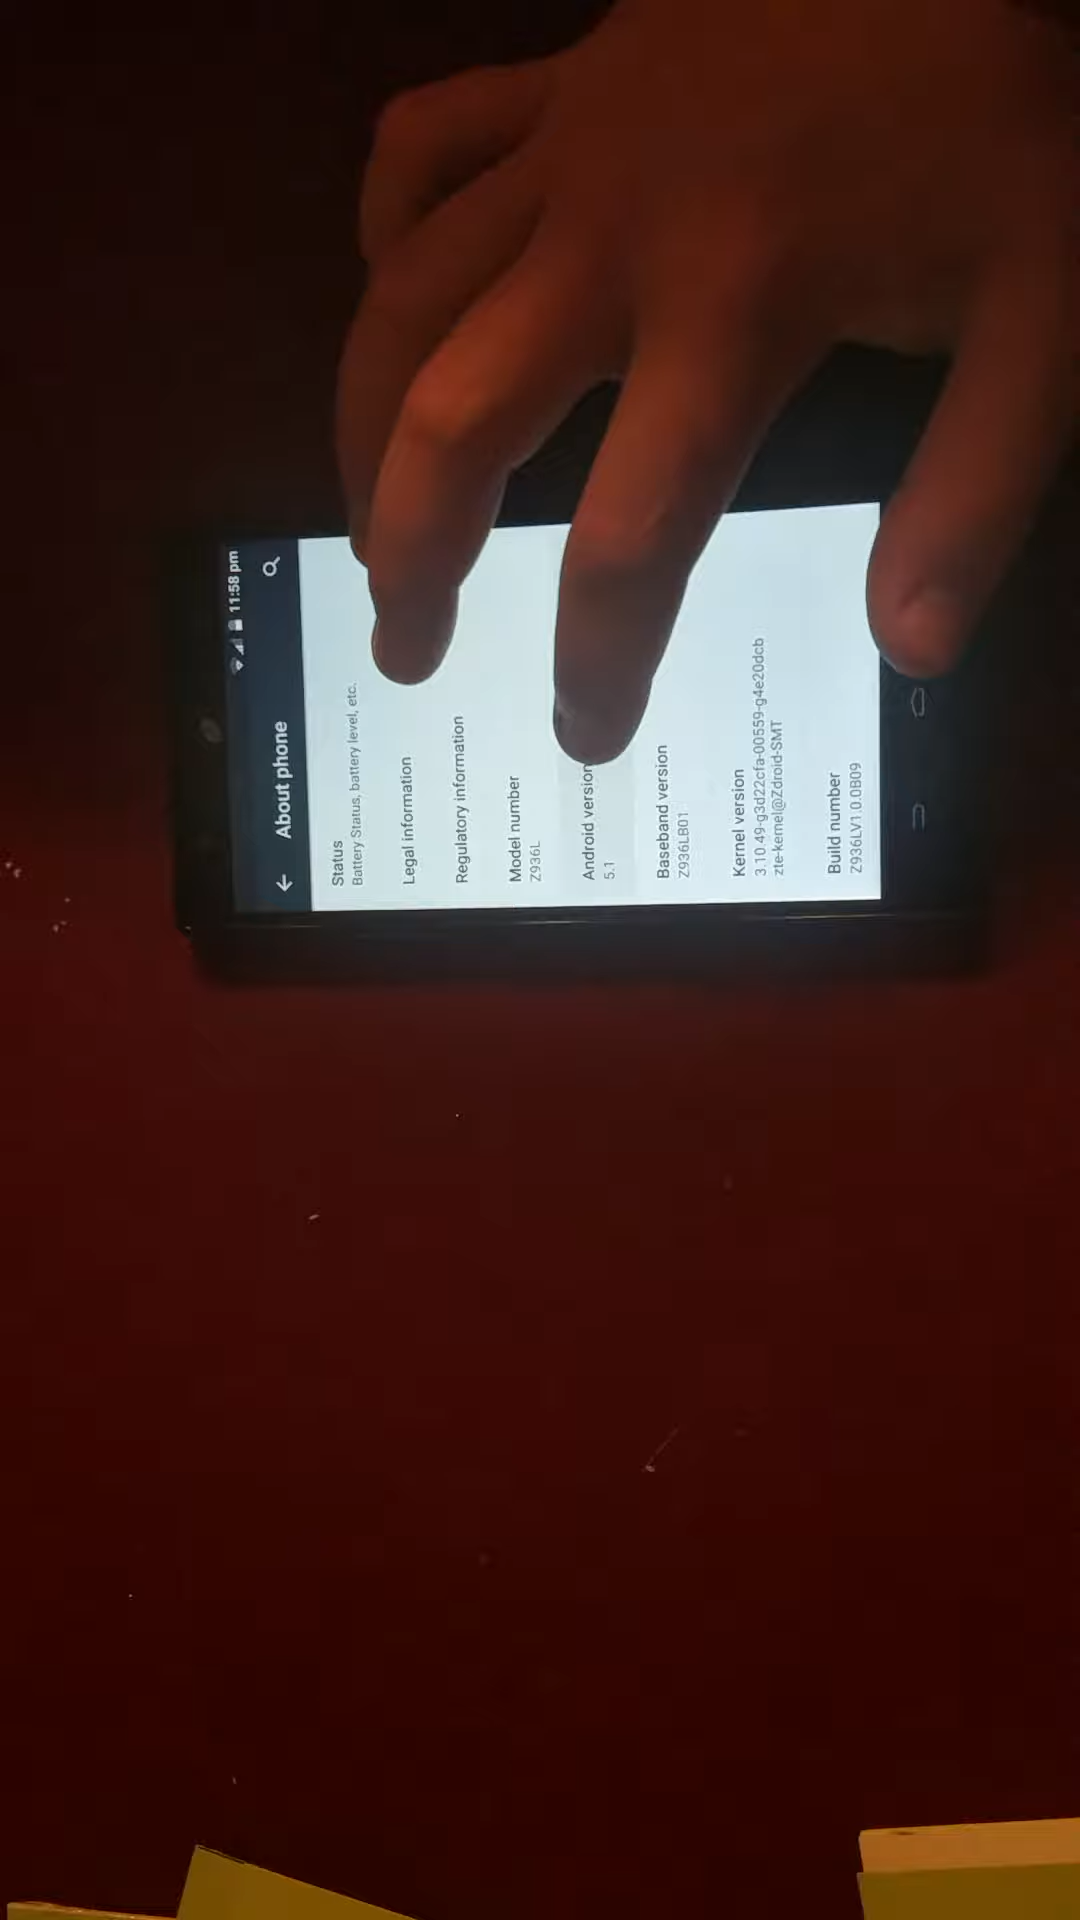 11:58 pm
About phone
Status
Battery Status, battery level, etc.
Legal information
Regulatory information
Model number
Z936L
Android version
5.1
Baseband version
Z936LB01
Kernel version
3.10.49-g3d22cfa-00559-g4e20dcb
zte-kernel@Zdroid-SMT
Build number
Z936LV1.0.0B09